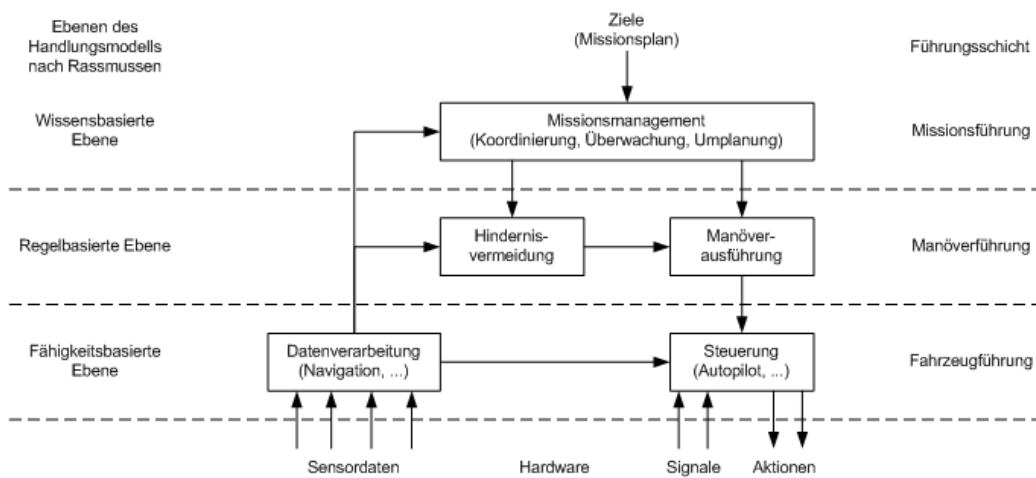 Ebenen des
Handlungsmodells
nach Rassmussen
Ziele
(Missionsplan)
Führungsschicht
Wissensbasierte
Ebene
Missionsmanagement
(Koordinierung, Überwachung, Umplanung)
Missionsführung
Regelbasierte Ebene
Hindernis-
vermeidung
Manöver-
ausführung
Manöverführung
Fähigkeitsbasierte
Ebene
Datenverarbeitung
(Navigation, ...)
Steuerung
(Autopilot, ...)
Fahrzeugführung
Sensordaten
Hardware
Signale
Aktionen